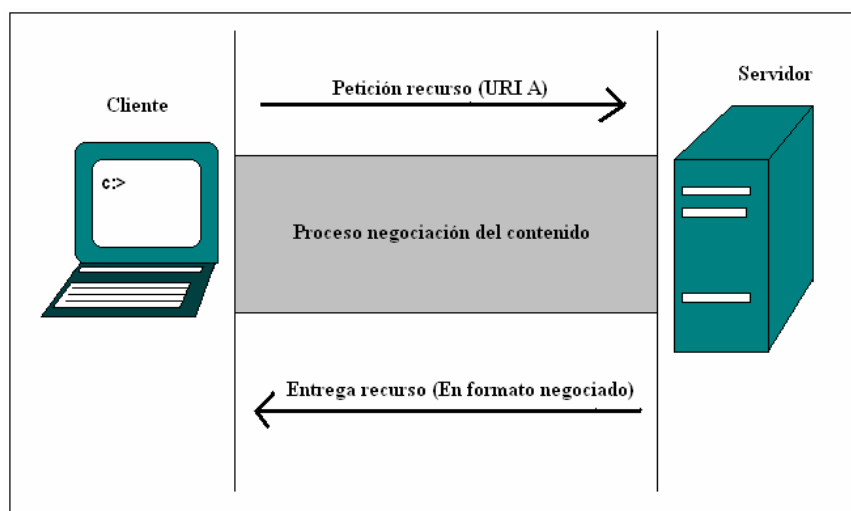 Petición recurso (URI A)
Servidor
Cliente
c:>
Proceso negociación del contenido
Entrega recurso (En formato negociado)